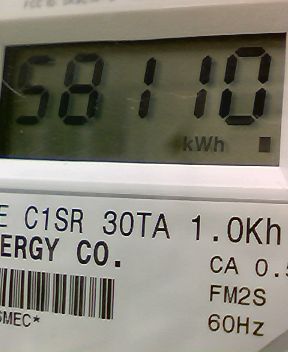 58110
kWh
E C1SR 30TA 1.0Kh
ERGY CO.
CA 0.5
FM2S
SMEC*
60Hz